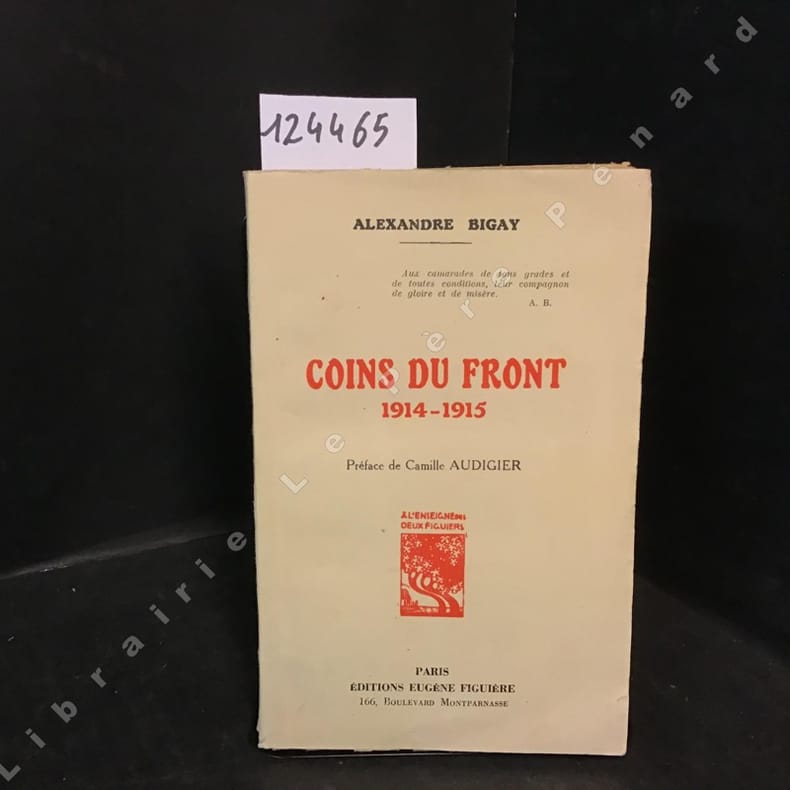 124465
ALEXANDRE BIGAY
Aux camarades de tous grades et
de toutes conditions, leur compagnon
de gloire et de misère.
A. B.
COINS DU FRONT
1914-1915
Préface de Camille AUDIGIER
A L'ENSEIGNE DES
DEUX FIGUIERS
PARIS
ÉDITIONS EUGÈNE FIGUIÈRE
166, BOULEVARD MONTPARNASSE
Librairie Le Père Pénard